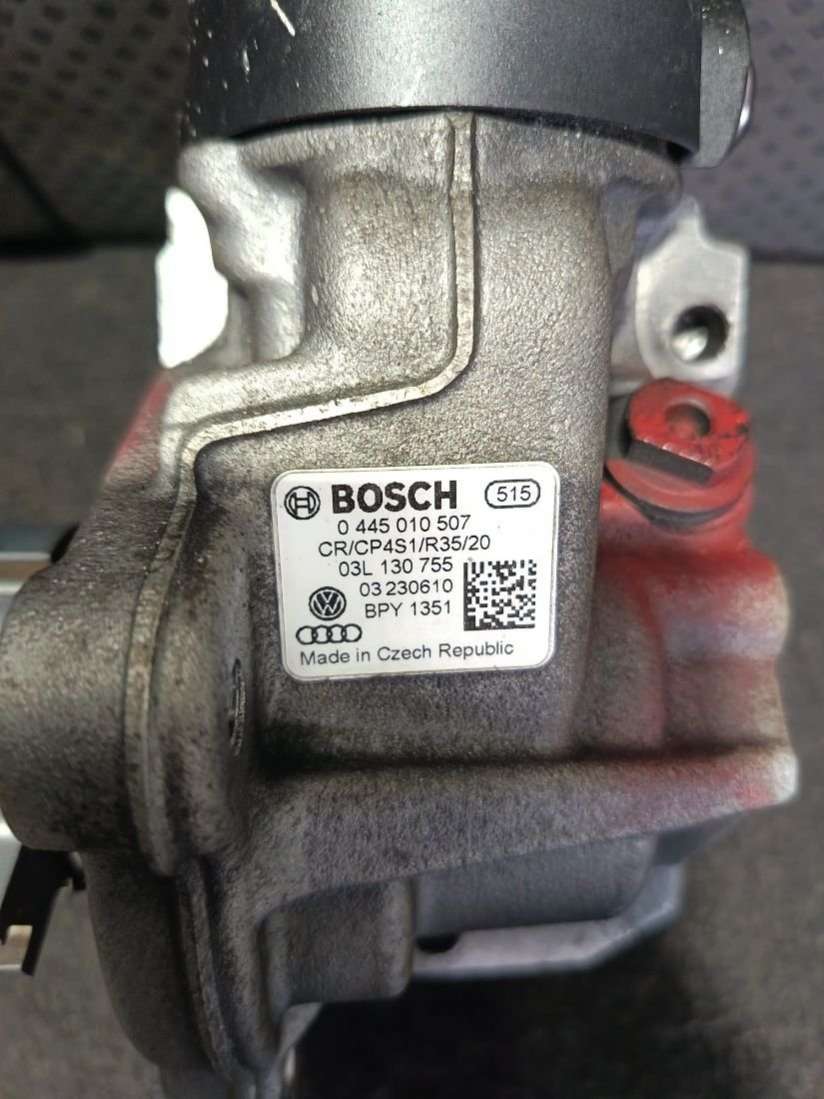 BOSCH 515
0 445 010 507
CR/CP4S1/R35/20
03L 130 755
03 230610
BPY 1351
Made in Czech Republic